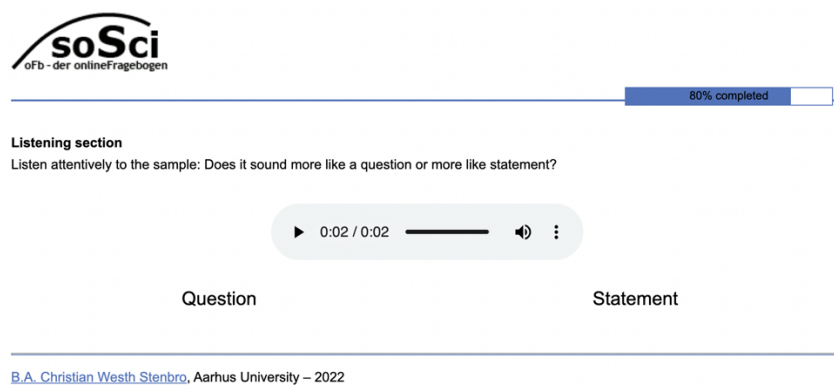 soSci
oFb - der onlineFragebogen
80% completed
Listening section
Listen attentively to the sample: Does it sound more like a question or more like statement?
0:02 / 0:02
Question Statement
B.A. Christian Westh Stenbro, Aarhus University – 2022